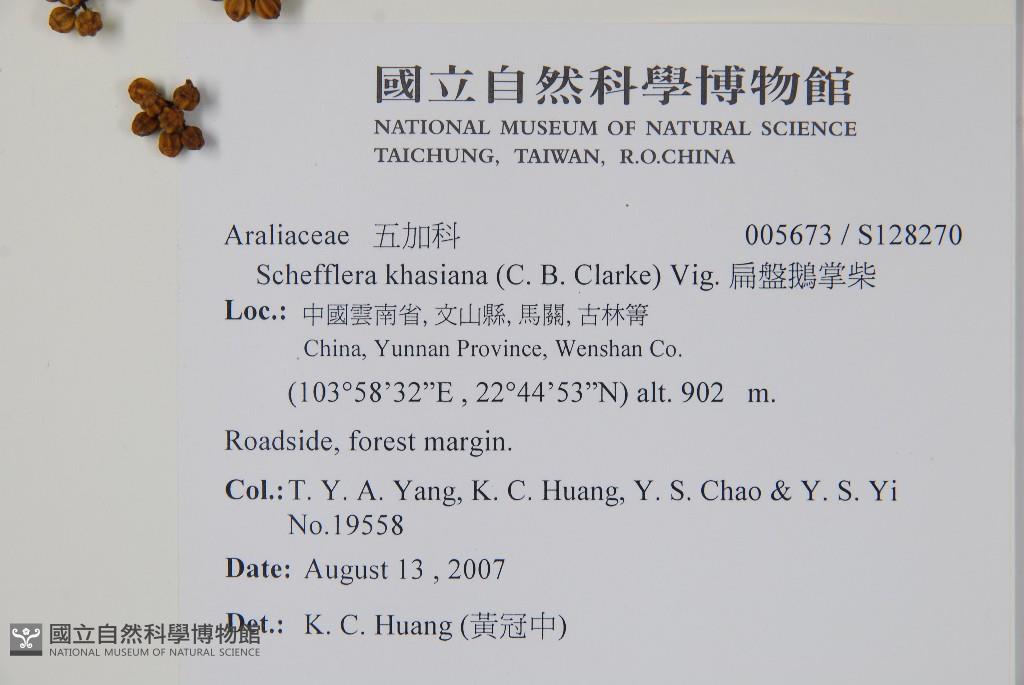 國立自然科學博物館
NATIONAL MUSEUM OF NATURAL SCIENCE
TAICHUNG, TAIWAN, R.O.CHINA
Araliaceae 五加科 005673 / S128270
Schefflera khasiana (C. B. Clarke) Vig. 扁盤鵝掌柴
Loc.: 中國雲南省, 文山縣, 馬關, 古林箐
China, Yunnan Province, Wenshan Co.
(103°58’32”E , 22°44’53”N) alt. 902 m.
Roadside, forest margin.
Col.: T. Y. A. Yang, K. C. Huang, Y. S. Chao & Y. S. Yi
No.19558
Date: August 13 , 2007
Det.: K. C. Huang (黃冠中)
國立自然科學博物館
NATIONAL MUSEUM OF NATURAL SCIENCE